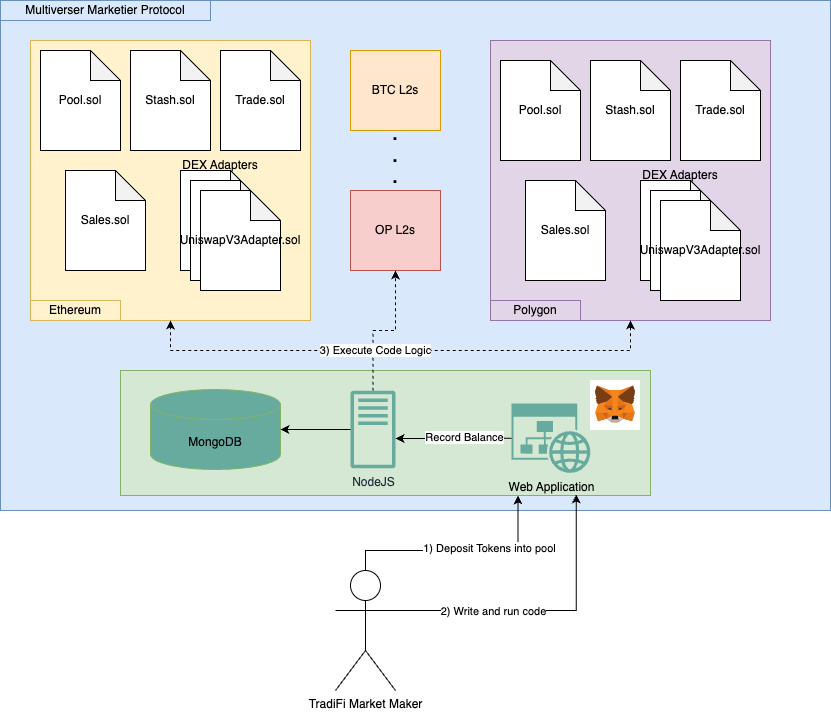 Multiverser Marketier Protocol
Pool.sol
Stash.sol
Trade.sol
DEX Adapters
Sales.sol
UniswapV3Adapter.sol
Ethereum
BTC L2s
OP L2s
Pool.sol
Stash.sol
Trade.sol
DEX Adapters
Sales.sol
UniswapV3Adapter.sol
Polygon
3) Execute Code Logic
MongoDB
NodeJS
Record Balance
Web Application
1) Deposit Tokens into pool
2) Write and run code
TradiFi Market Maker